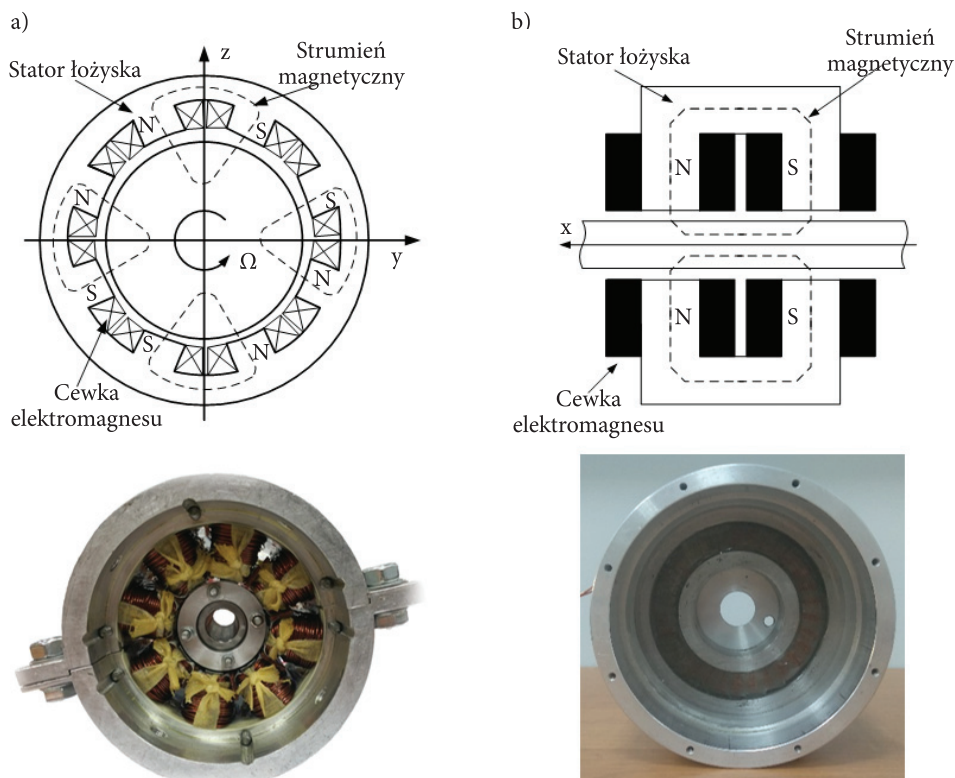 a)
z
Stator łożyska
Strumień
magnetyczny
N
S
N
S
y
Ω
N
S
S
N
Cewka
elektromagnesu
b)
Stator łożyska
Strumień
magnetyczny
N
S
x
N
S
Cewka
elektromagnesu